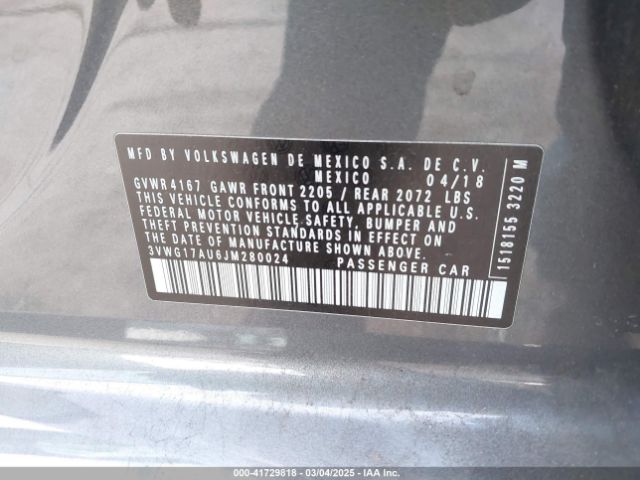 MFD BY VOLKSWAGEN DE MEXICO S.A. DE C.V.
MEXICO 04/18
GVWR 4167 GAWR FRONT 2205 / REAR 2072 LBS
THIS VEHICLE CONFORMS TO ALL APPLICABLE U.S.
FEDERAL MOTOR VEHICLE SAFETY, BUMPER AND
THEFT PREVENTION STANDARDS IN EFFECT ON
THE DATE OF MANUFACTURE SHOWN ABOVE.
3VWG17AU6JM280024 PASSENGER CAR
1518155 3220 M
000-41729818 - 03/04/2025 - IAA Inc.